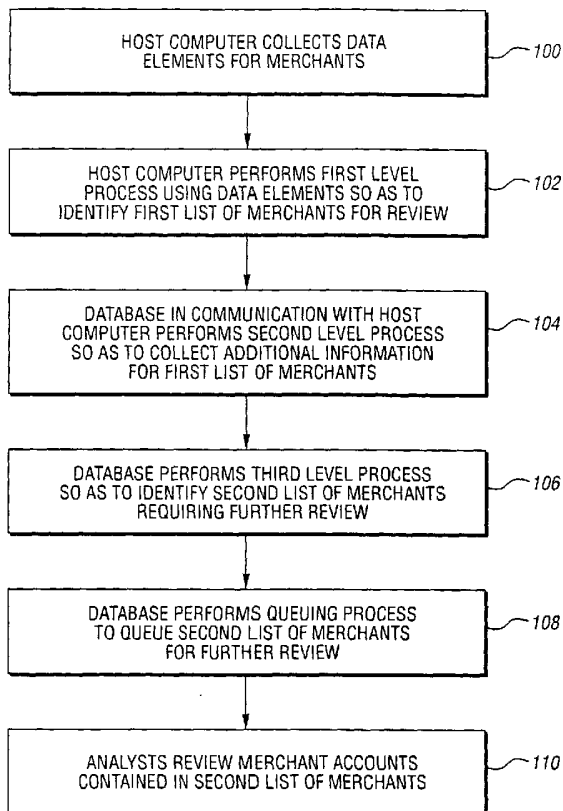 HOST COMPUTER COLLECTS DATA
ELEMENTS FOR MERCHANTS
100
HOST COMPUTER PERFORMS FIRST LEVEL
PROCESS USING DATA ELEMENTS SO AS TO
IDENTIFY FIRST LIST OF MERCHANTS FOR REVIEW
102
DATABASE IN COMMUNICATION WITH HOST
COMPUTER PERFORMS SECOND LEVEL PROCESS
SO AS TO COLLECT ADDITIONAL INFORMATION
FOR FIRST LIST OF MERCHANTS
104
DATABASE PERFORMS THIRD LEVEL PROCESS
SO AS TO IDENTIFY SECOND LIST OF MERCHANTS
REQUIRING FURTHER REVIEW
106
DATABASE PERFORMS QUEUING PROCESS
TO QUEUE SECOND LIST OF MERCHANTS
FOR FURTHER REVIEW
108
ANALYSTS REVIEW MERCHANT ACCOUNTS
CONTAINED IN SECOND LIST OF MERCHANTS
110